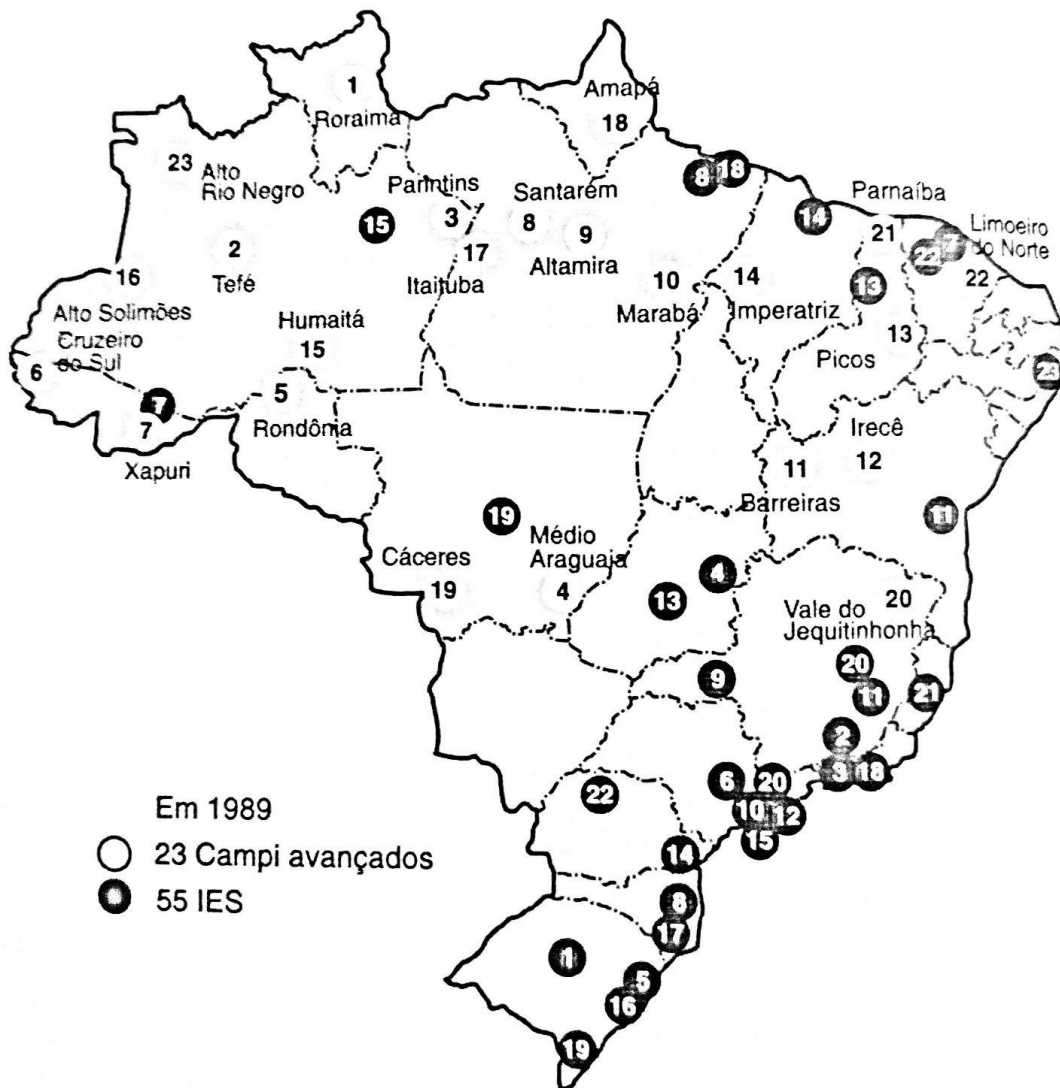 1
Roraima
Amapá
18
23
Alto
Rio Negro
Parintins
3
Santarém
8
8
18
15
2
Tefé
17
Itaituba
9
Altamira
14
Parnaíba
21
Limoeiro
do Norte
7
22
22
16
Alto Solimões
Cruzeiro
do Sul
6
Humaitá
15
10
Marabá
14
Imperatriz
13
13
Picos
23
5
Rondônia
7
7
Xapuri
Irecê
12
11
Barreiras
11
19
Médio
Araguaia
4
Cáceres
19
4
13
20
Vale do
Jequitinhonha
20
11
21
9
2
3
18
6
20
22
10
12
15
14
8
17
1
5
16
19
Em 1989
23 Campi avançados
55 IES